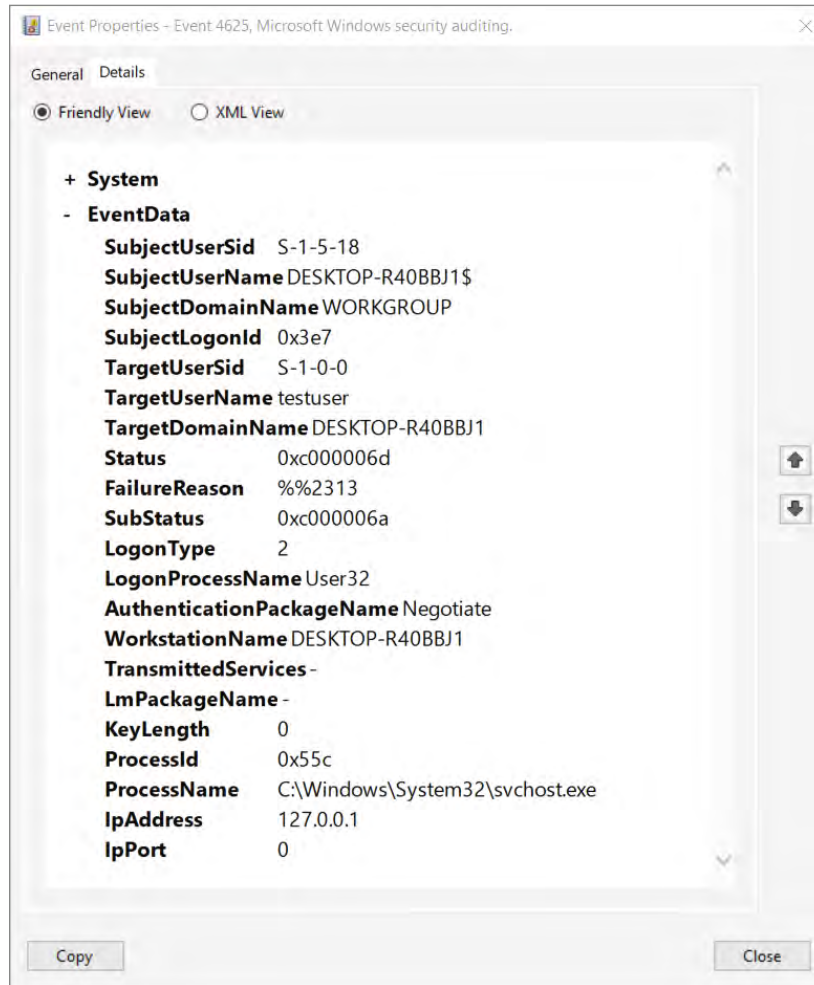 Event Properties - Event 4625, Microsoft Windows security auditing.
General Details
Friendly View XML View
+ System
- EventData
SubjectUserSid S-1-5-18
SubjectUserName DESKTOP-R40BBJ1$
SubjectDomainName WORKGROUP
SubjectLogonId 0x3e7
TargetUserSid S-1-0-0
TargetUserName testuser
TargetDomainName DESKTOP-R40BBJ1
Status 0xc000006d
FailureReason %%2313
SubStatus 0xc000006a
LogonType 2
LogonProcessName User32
AuthenticationPackageName Negotiate
WorkstationName DESKTOP-R40BBJ1
TransmittedServices -
LmPackageName -
KeyLength 0
ProcessId 0x55c
ProcessName C:\Windows\System32\svchost.exe
IpAddress 127.0.0.1
IpPort 0
Copy Close